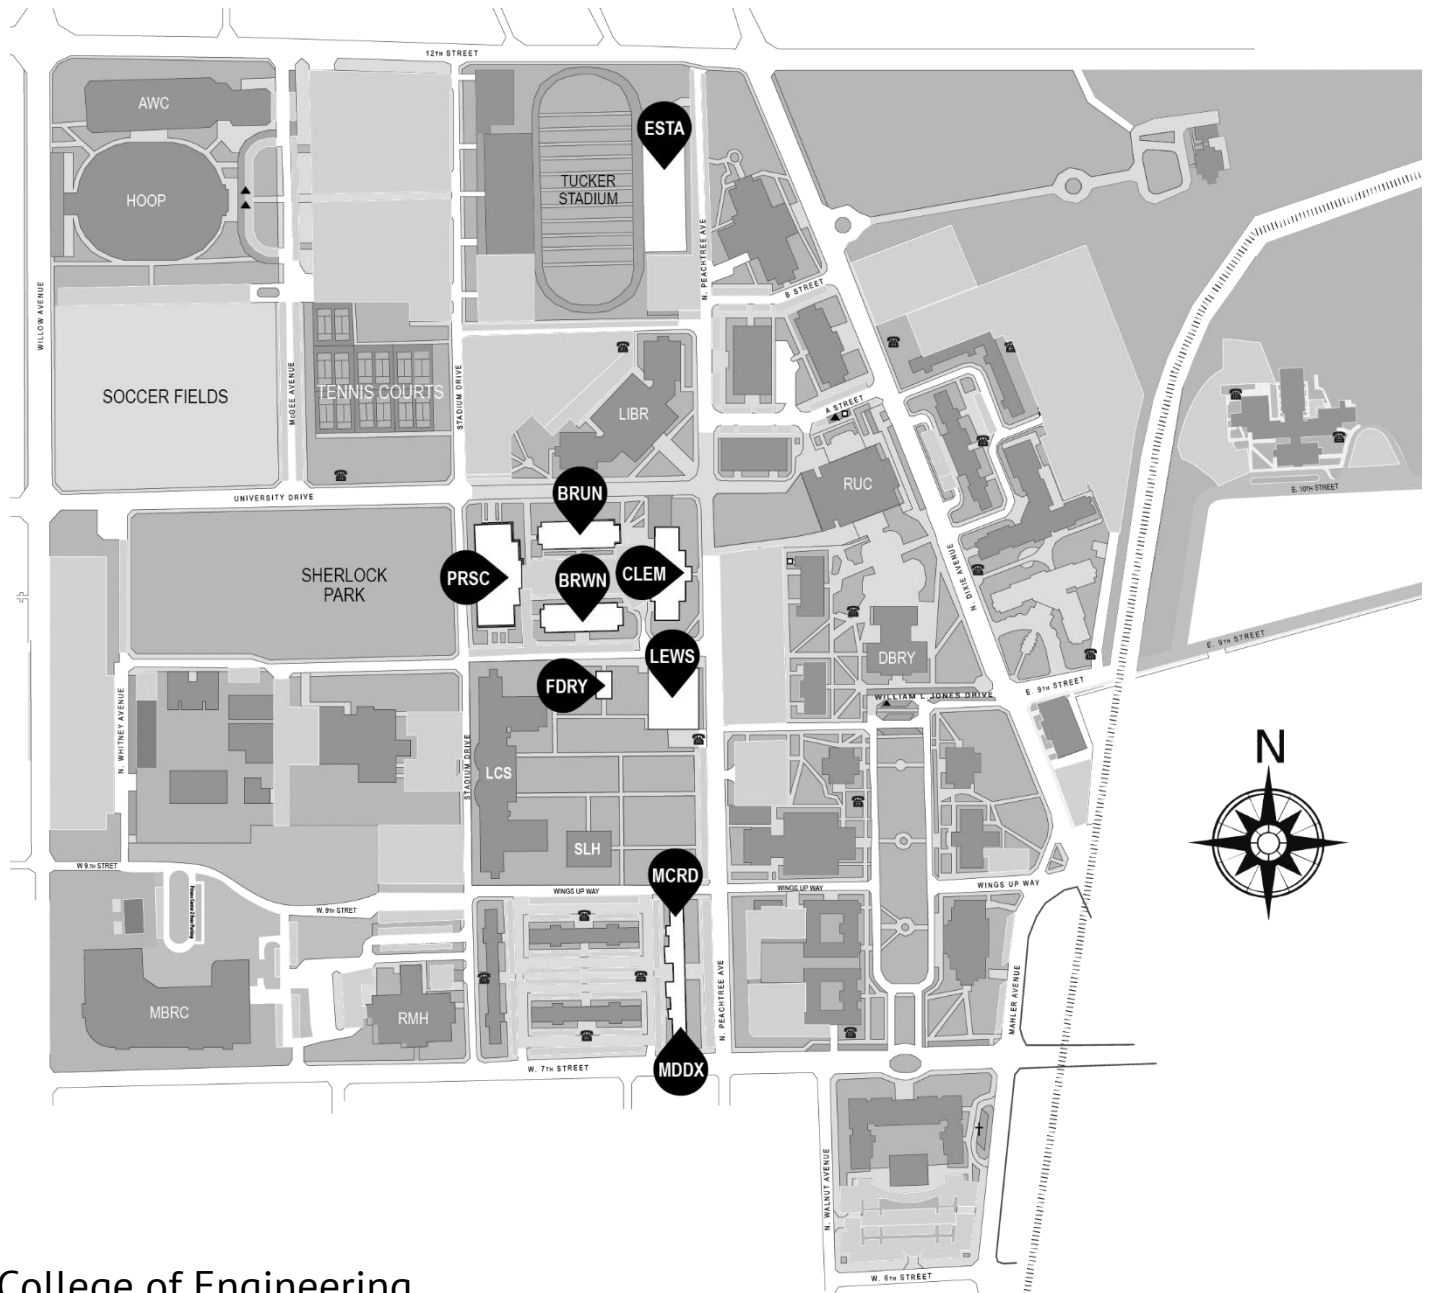 12TH STREET
AWC
ESTA
HOOP
TUCKER
STADIUM
N. PEACHTREE AVE
B STREET
WILLOW AVENUE
SOCCER FIELDS
McGEE AVENUE
TENNIS COURTS
STADIUM DRIVE
LIBR
A STREET
RUC
E. 10TH STREET
UNIVERSITY DRIVE
BRUN
SHERLOCK
PARK
PRSC
BRWN
CLEM
N. DIXIE AVENUE
LEWS
FDRY
DBRY
E. 9TH STREET
E. 9TH STREET
WILLIAM L.JONES DRIVE
N. WHITNEY AVENUE
STADIUM DRIVE
LCS
SLH
N
W 9TH STRET
MCRD
WINGS UP WAY
WINGS UP WAY
WINGS UP WAY
W. 9TH STRET
MBRC
RMH
N. PEACHTREE AVE
MAHLER AVENUE
MDDX
W. 7TH STREET
N. WALNUT AVENUE
W. 6TH STREET
College of Engineering